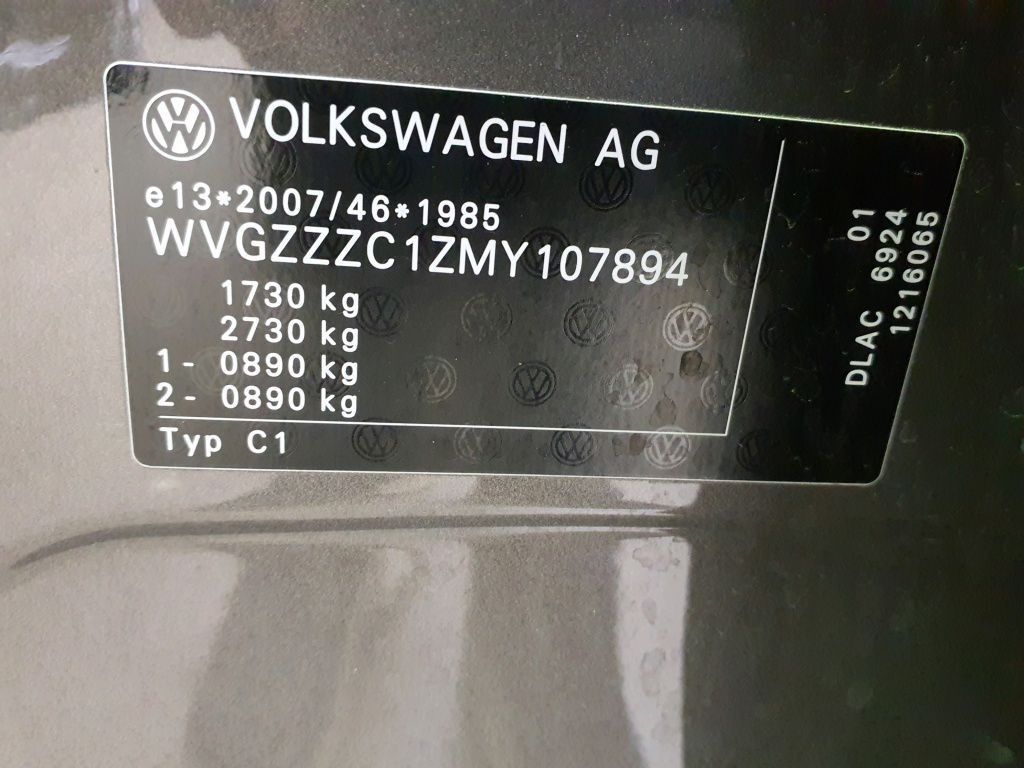 VOLKSWAGEN AG
e13*2007/46*1985
WVGZZZC1ZMY107894
1730 kg
2730 kg
1- 0890 kg
2- 0890 kg
Typ C1
DLAC 6924 01
1216065